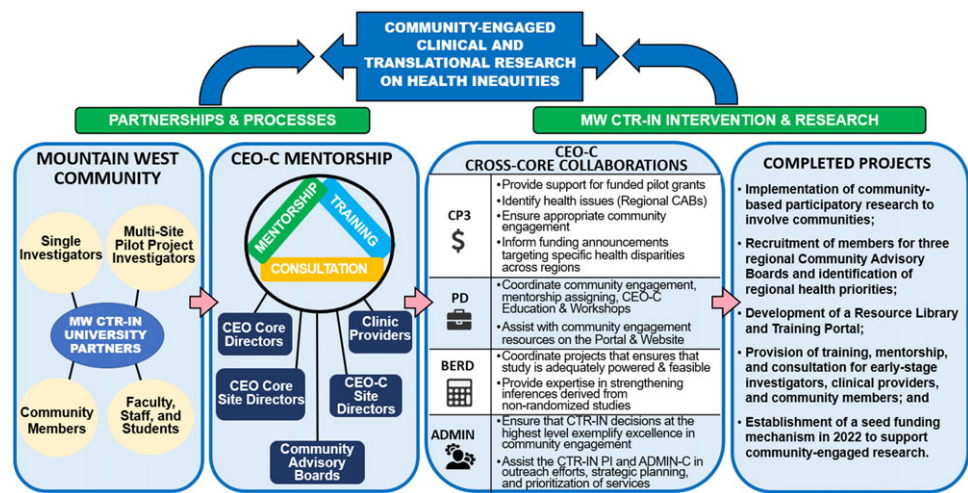 COMMUNITY-ENGAGED
CLINICAL AND
TRANSLATIONAL RESEARCH
ON HEALTH INEQUITIES
PARTNERSHIPS & PROCESSES
MW CTR-IN INTERVENTION & RESEARCH
MOUNTAIN WEST
COMMUNITY
Single
Investigators
Multi-Site
Pilot Project
Investigators
MW CTR-IN
UNIVERSITY
PARTNERS
Community
Members
Faculty,
Staff, and
Students
CEO-C MENTORSHIP
MENTORSHIP
TRAINING
CONSULTATION
CEO Core
Directors
Clinic
Providers
CEO Core
Site Directors
CEO-C
Site
Directors
Community
Advisory
Boards
CEO-C
CROSS-CORE COLLABORATIONS
CP3
$
•Provide support for funded pilot grants
•Identify health issues (Regional CABs)
•Ensure appropriate community
engagement
•Inform funding announcements
targeting specific health disparities
across regions
PD
•Coordinate community engagement,
mentorship assigning, CEO-C
Education & Workshops
•Assist with community engagement
resources on the Portal & Website
BERD
•Coordinate projects that ensures that
study is adequately powered & feasible
•Provide expertise in strengthening
inferences derived from
non-randomized studies
ADMIN
•Ensure that CTR-IN decisions at the
highest level exemplify excellence in
community engagement
•Assist the CTR-IN PI and ADMIN-C in
outreach efforts, strategic planning,
and prioritization of services
COMPLETED PROJECTS
• Implementation of community-
based participatory research to
involve communities;
• Recruitment of members for three
regional Community Advisory
Boards and identification of
regional health priorities;
• Development of a Resource Library
and Training Portal;
• Provision of training, mentorship,
and consultation for early-stage
investigators, clinical providers,
and community members; and
• Establishment of a seed funding
mechanism in 2022 to support
community-engaged research.